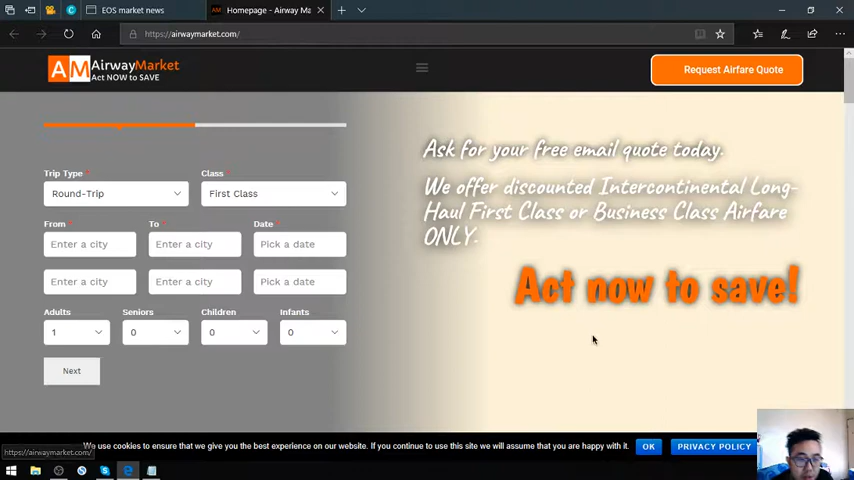 EOS market news
Homepage - Airway Ma
https://airwaymarket.com/
AM AirwayMarket
Act NOW to SAVE
Request Airfare Quote
Trip Type *
Class *
Round-Trip
First Class
From *
To *
Date *
Enter a city
Enter a city
Pick a date
Enter a city
Enter a city
Pick a date
Adults
Seniors
Children
Infants
1
0
0
0
Next
Ask for your free email quote today.
We offer discounted Intercontinental Long-
Haul First Class or Business Class Airfare
ONLY.
Act now to save!
We use cookies to ensure that we give you the best experience on our website. If you continue to use this site we will assume that you are happy with it.
OK
PRIVACY POLICY
https://airwaymarket.com/